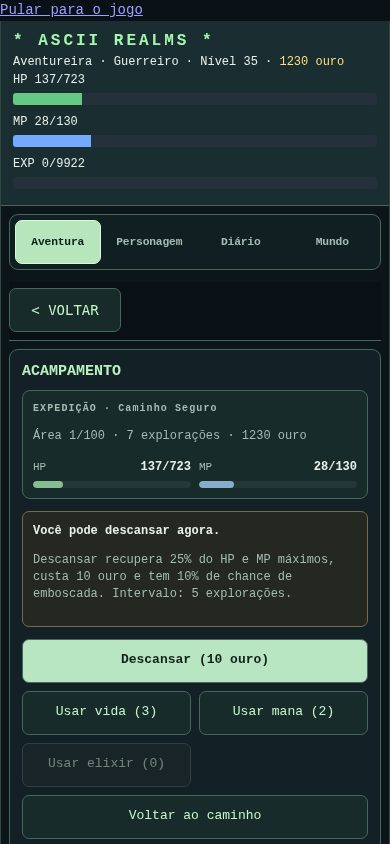 Pular para o jogo
* ASCII REALMS *
Aventureira · Guerreiro · Nível 35 · 1230 ouro
HP 137/723
MP 28/130
EXP 0/9922
Aventura Personagem Diário Mundo
< VOLTAR
ACAMPAMENTO
EXPEDIÇÃO · Caminho Seguro
Área 1/100 · 7 explorações · 1230 ouro
HP 137/723 MP 28/130
Você pode descansar agora.
Descansar recupera 25% do HP e MP máximos,
custa 10 ouro e tem 10% de chance de
emboscada. Intervalo: 5 explorações.
Descansar (10 ouro)
Usar vida (3) Usar mana (2)
Usar elixir (0)
Voltar ao caminho